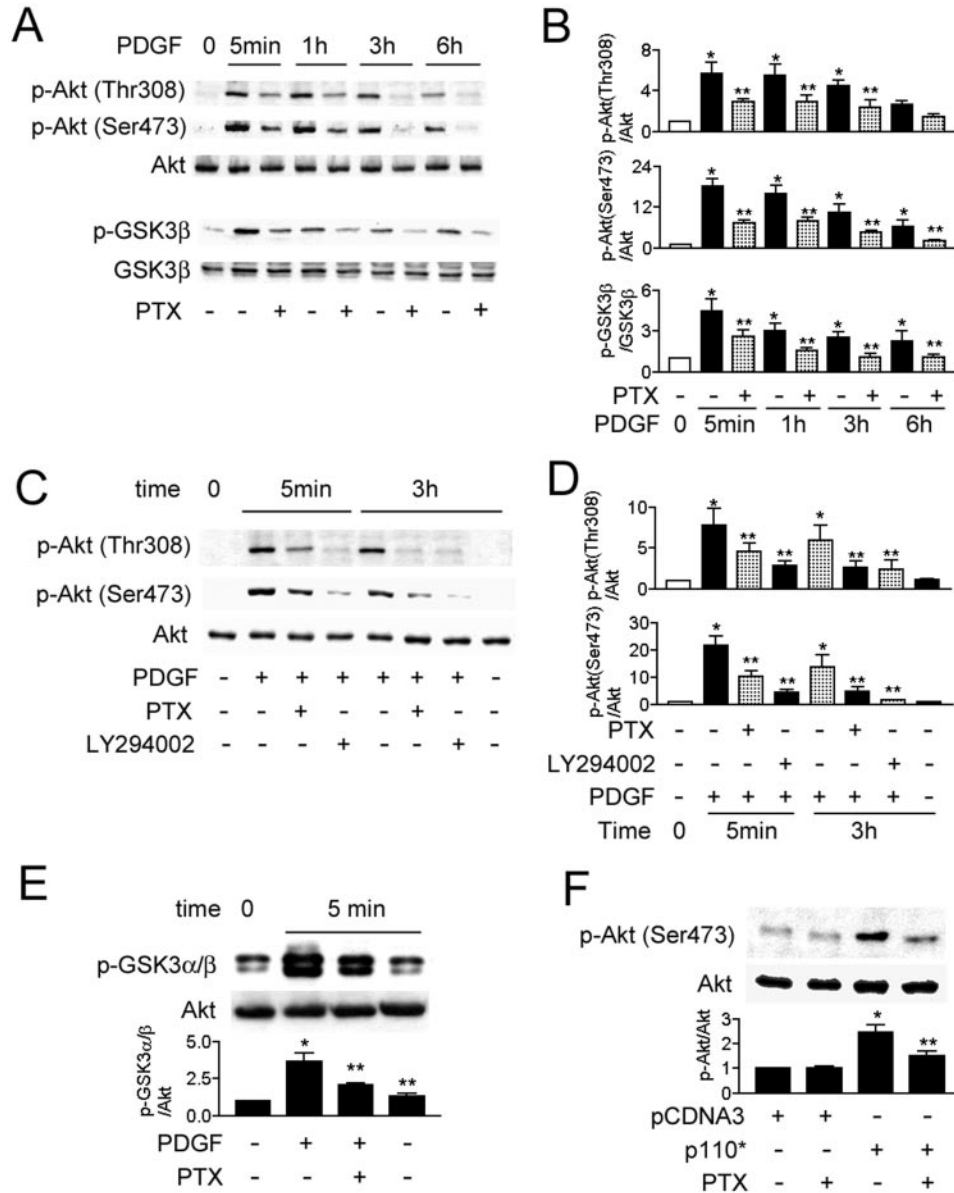 A
PDGF 0 5min 1h 3h 6h
p-Akt (Thr308)
p-Akt (Ser473)
Akt
p-GSK3β
GSK3β
PTX - - + - + - + - +
B
p-Akt(Thr308)
/Akt
8
4
0
* ** * ** * **
p-Akt(Ser473)
/Akt
24
12
0
* ** * ** * ** * **
p-GSK3β
/GSK3β
6
3
0
* ** * ** * ** * **
PTX - + - + - + - +
PDGF 0 5min 1h 3h 6h
C
time 0 5min 3h
p-Akt (Thr308)
p-Akt (Ser473)
Akt
PDGF - + + + + + + -
PTX - - + - - + - -
LY294002 - - - + - - + -
D
p-Akt(Thr308)
/Akt
10
5
0
* ** ** * ** **
p-Akt(Ser473)
/Akt
30
20
10
0
* ** ** * ** **
PTX - - + - - + - -
LY294002 - - - + - - + -
PDGF - + + + + + + -
Time 0 5min 3h
E
time 0 5 min
p-GSK3α/β
Akt
p-GSK3α/β
/Akt
5.0
2.5
0.0
* ** **
PDGF - + + -
PTX - - + -
F
p-Akt (Ser473)
Akt
p-Akt/Akt
3
2
1
0
* **
pCDNA3 + + - -
p110* - - + +
PTX - + - +